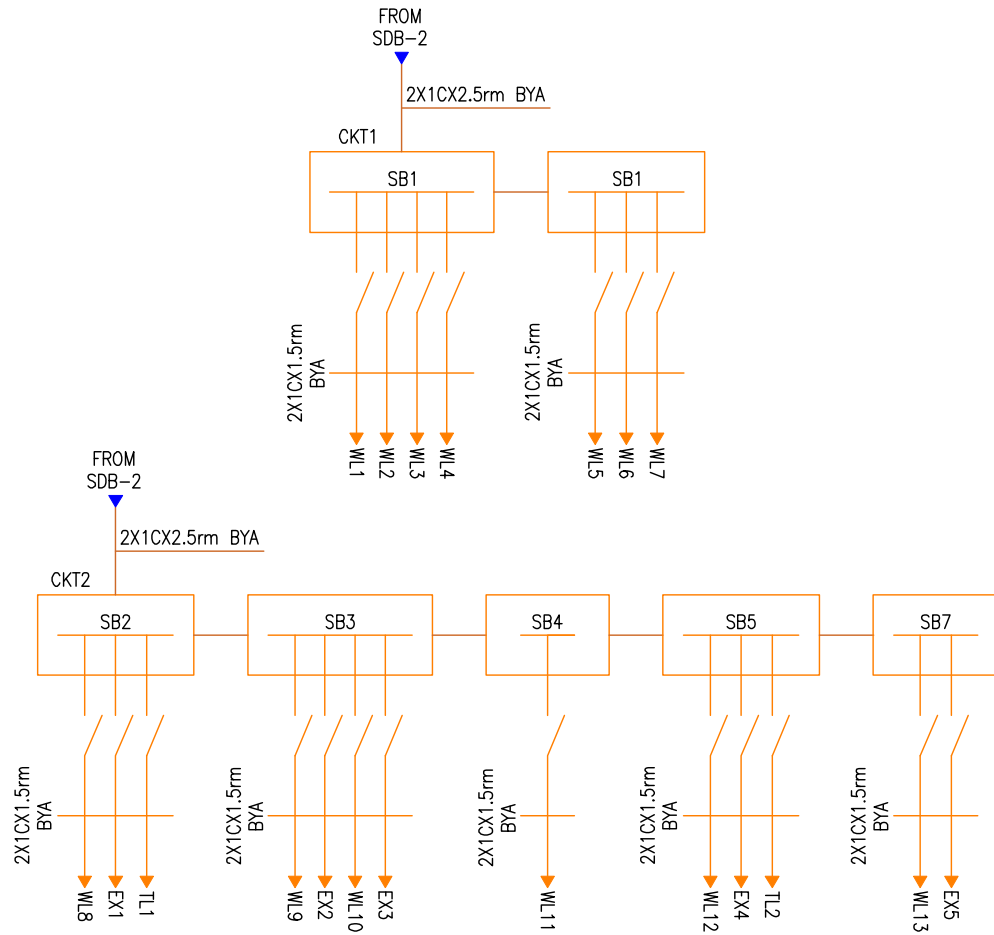 FROM
SDB-2
2X1CX2.5rm BYA
CKT1
SB1
SB1
2X1CX1.5rm
BYA
2X1CX1.5rm
BYA
WL1
WL2
WL3
WL4
WL5
WL6
WL7
FROM
SDB-2
2X1CX2.5rm BYA
CKT2
SB2
SB3
SB4
SB5
SB7
2X1CX1.5rm
BYA
2X1CX1.5rm
BYA
2X1CX1.5rm
BYA
2X1CX1.5rm
BYA
2X1CX1.5rm
BYA
WL8
EX1
TL1
WL9
EX2
WL10
EX3
WL11
WL12
EX4
TL2
WL13
EX5